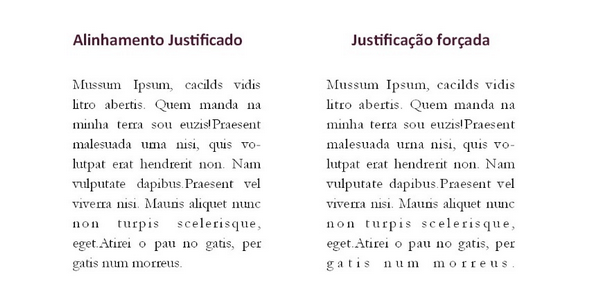 Alinhamento Justificado
Mussum Ipsum, cacilds vidis
litro abertis. Quem manda na
minha terra sou euzis!Praesent
malesuada urna nisi, quis vo-
lutpat erat hendrerit non. Nam
vulputate dapibus.Praesent vel
viverra nisi. Mauris aliquet nunc
non turpis scelerisque,
eget.Atirei o pau no gatis, per
gatis num morreus.
Justificação forçada
Mussum Ipsum, cacilds vidis
litro abertis. Quem manda na
minha terra sou euzis!Praesent
malesuada urna nisi, quis vo-
lutpat erat hendrerit non. Nam
vulputate dapibus.Praesent vel
viverra nisi. Mauris aliquet nunc
non turpis scelerisque,
eget.Atirei o pau no gatis, per
gatis num morreus.